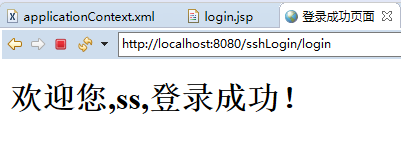 applicationContext.xml login.jsp 登录成功页面
http://localhost:8080/sshLogin/login
欢迎您,ss,登录成功！